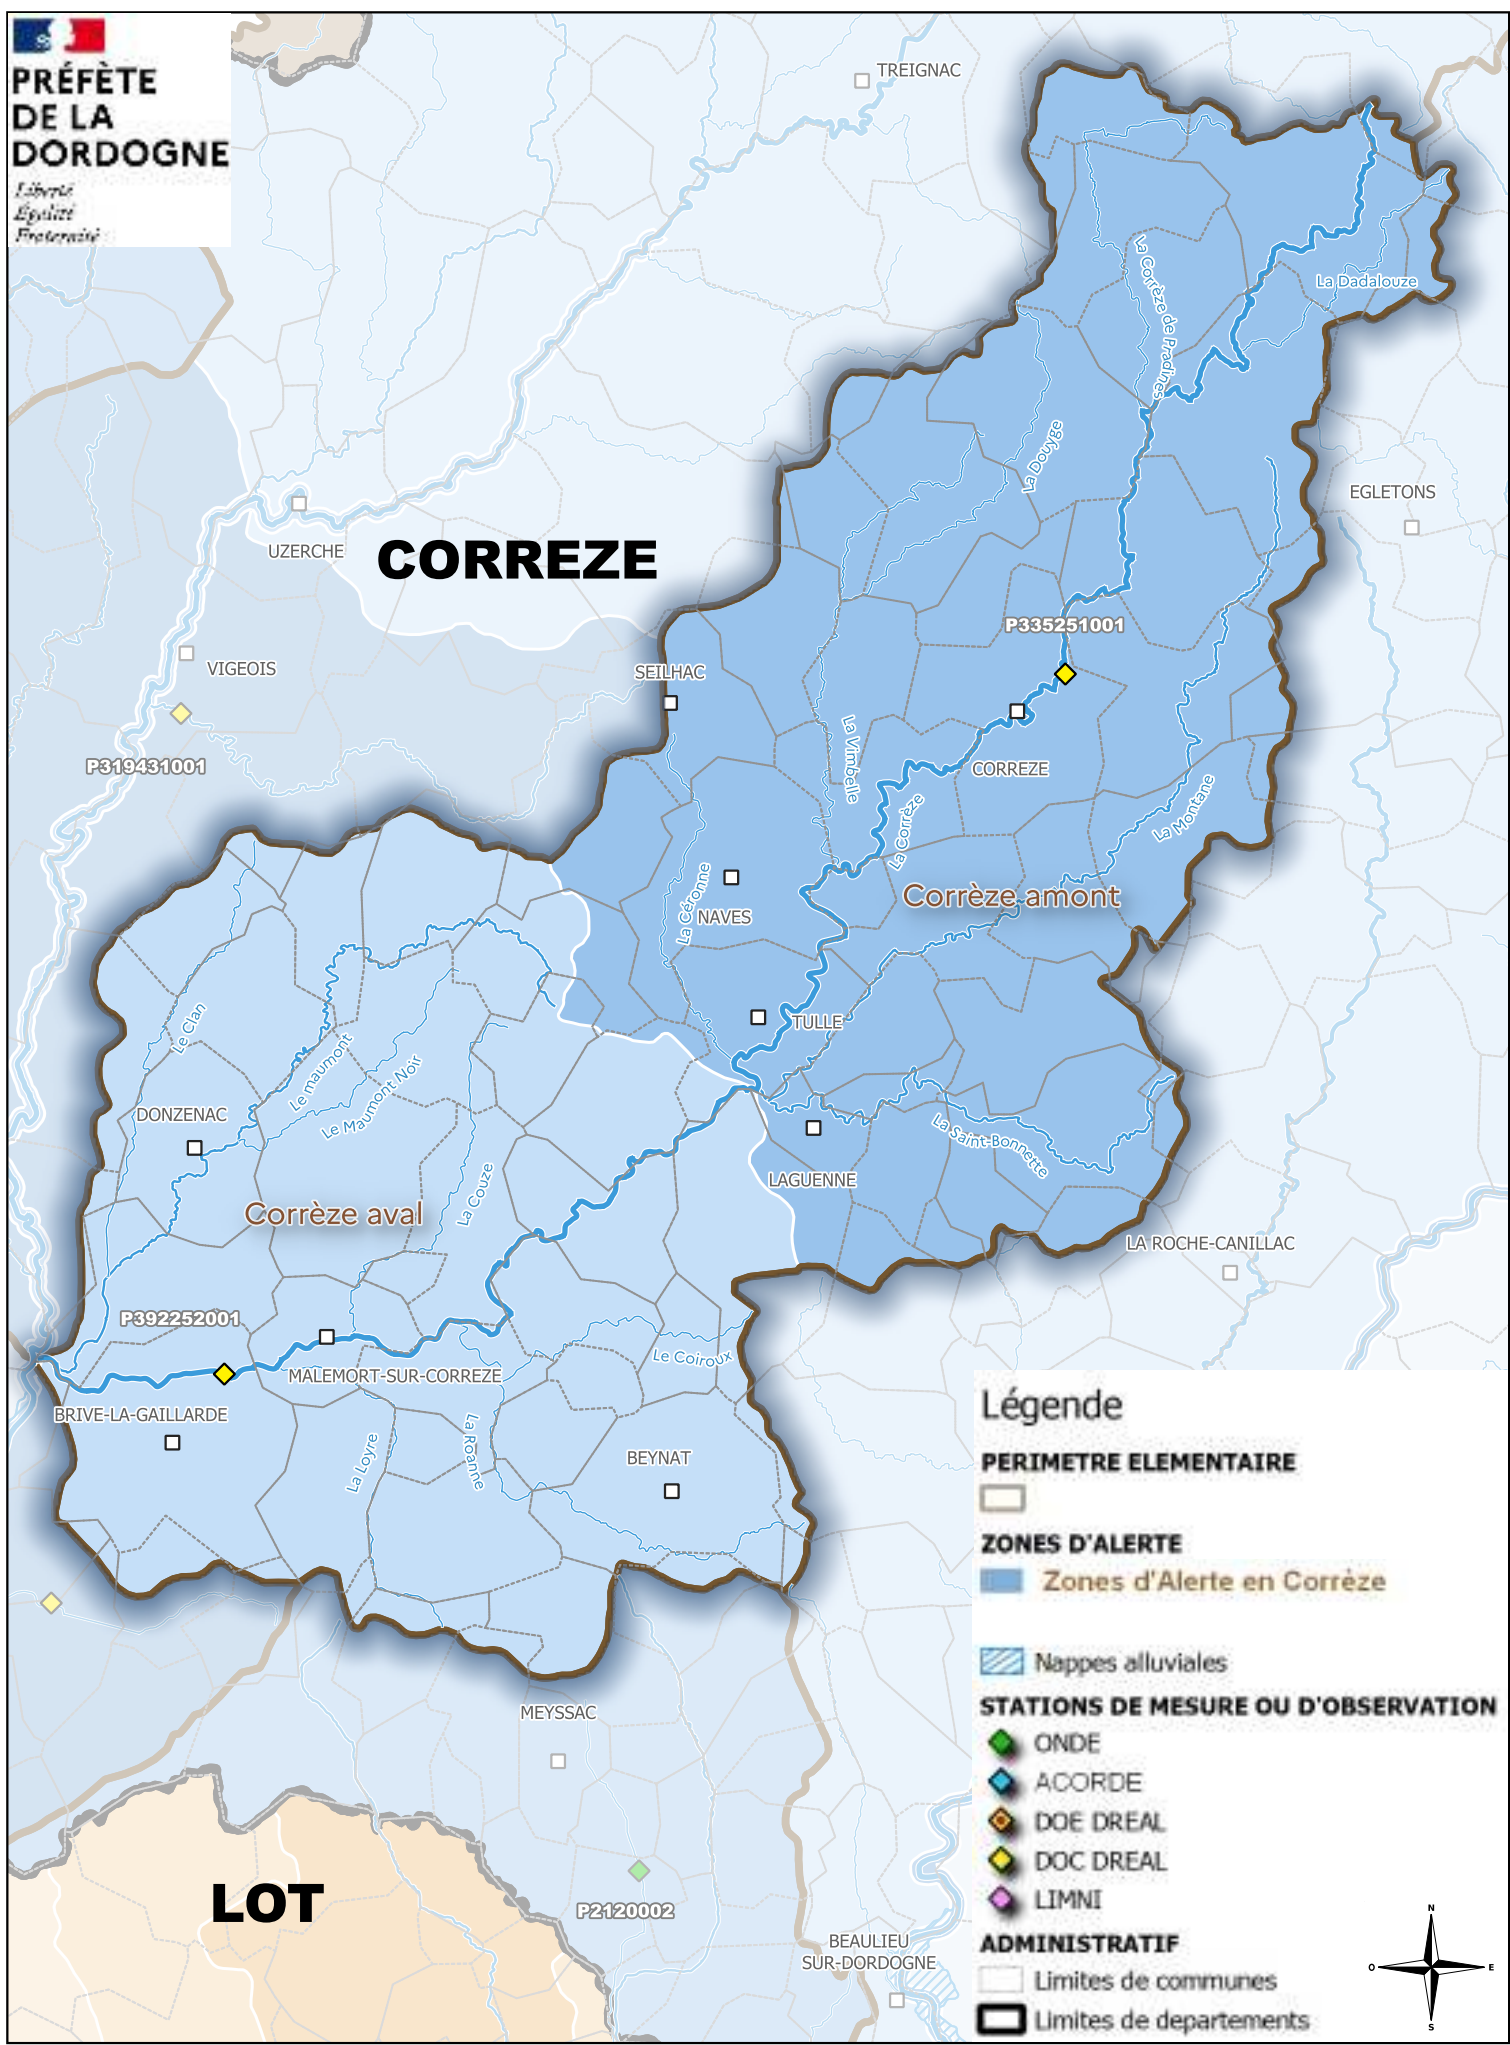 PRÉFÈTE
DE LA
DORDOGNE
Liberté
Égalité
Fraternité
TREIGNAC
La Dadalouze
La Corrèze de Pradines
La Douyge
EGLETONS
UZERCHE
CORREZE
P335251001
VIGEOIS
SEILHAC
P319431001
La Vimbelle
CORREZE
La Corrèze
La Montane
La Céronne
NAVES
Corrèze amont
Le Clan
TULLE
Le maumont
Le Maumont Noir
DONZENAC
La Saint-Bonnette
LAGUENNE
La Couze
Corrèze aval
LA ROCHE-CANILLAC
P392252001
Le Coiroux
MALEMORT-SUR-CORREZE
BRIVE-LA-GAILLARDE
La Loyre
La Roanne
BEYNAT
MEYSSAC
LOT
P2120002
BEAULIEU
SUR-DORDOGNE
Légende
PERIMETRE ELEMENTAIRE
ZONES D'ALERTE
Zones d'Alerte en Corrèze
Nappes alluviales
STATIONS DE MESURE OU D'OBSERVATION
ONDE
ACORDE
DOE DREAL
DOC DREAL
LIMNI
ADMINISTRATIF
Limites de communes
Limites de departements
N
O
E
S